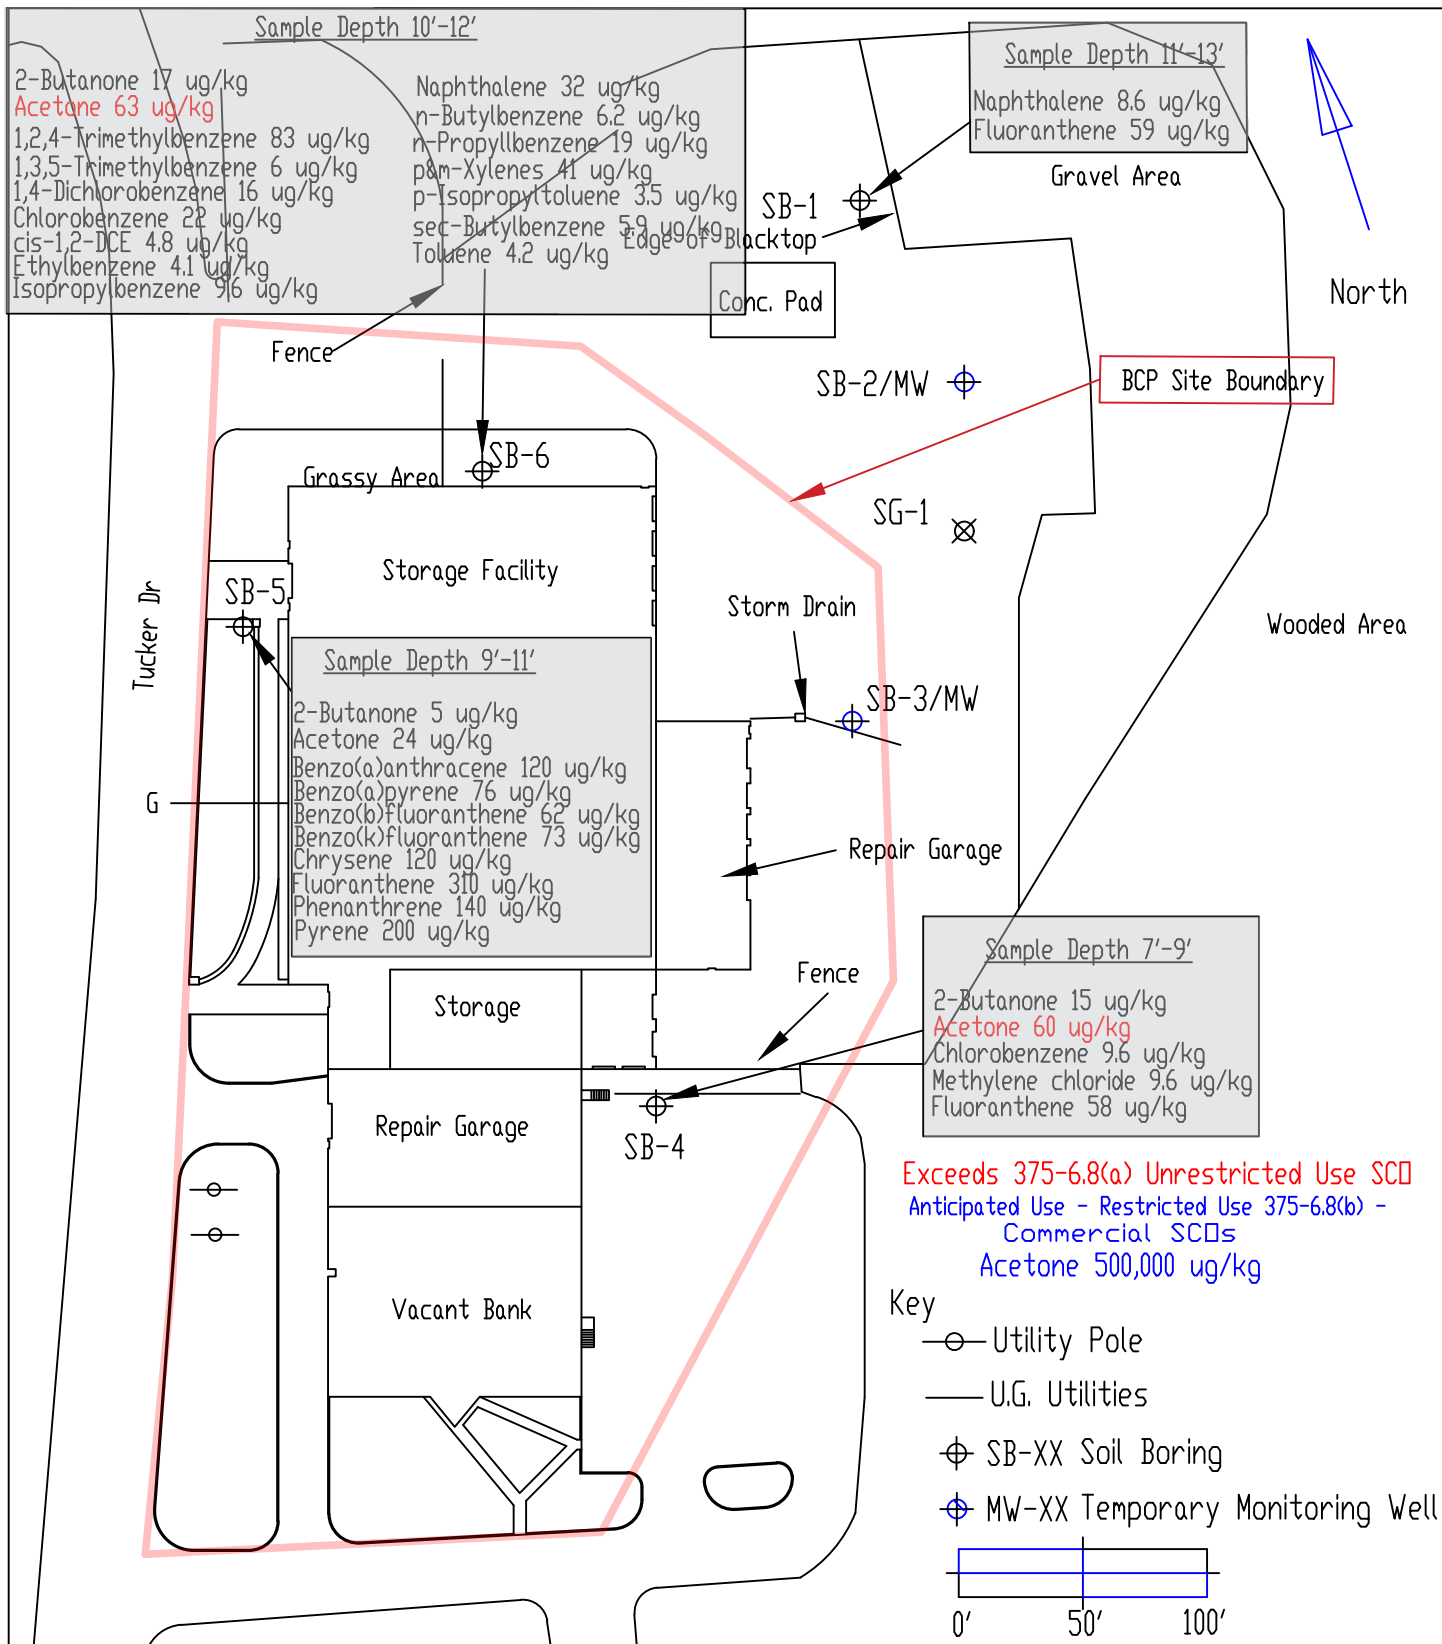 Sample Depth 10'-12'
2-Butanone 17 ug/kg
Acetone 63 ug/kg
1,2,4-Trimethylbenzene 83 ug/kg
1,3,5-Trimethylbenzene 6 ug/kg
1,4-Dichlorobenzene 16 ug/kg
Chlorobenzene 22 ug/kg
cis-1,2-DCE 4.8 ug/kg
Ethylbenzene 4.1 ug/kg
Isopropylbenzene 9.6 ug/kg
Naphthalene 32 ug/kg
n-Butylbenzene 6.2 ug/kg
n-Propyllbenzene 19 ug/kg
p&m-Xylenes 41 ug/kg
p-Isopropyltoluene 3.5 ug/kg
sec-Butylbenzene 5.9 ug/kg
Toluene 4.2 ug/kg
Sample Depth 11'-13'
Naphthalene 8.6 ug/kg
Fluoranthene 59 ug/kg
Gravel Area
SB-1
Edge of Blacktop
Conc. Pad
North
Fence
SB-2/MW
BCP Site Boundary
SB-6
Grassy Area
SG-1
Storage Facility
SB-5
Storm Drain
Tucker Dr
Wooded Area
Sample Depth 9'-11'
2-Butanone 5 ug/kg
Acetone 24 ug/kg
Benzo(a)anthracene 120 ug/kg
Benzo(a)pyrene 76 ug/kg
Benzo(b)fluoranthene 62 ug/kg
Benzo(k)fluoranthene 73 ug/kg
Chrysene 120 ug/kg
Fluoranthene 310 ug/kg
Phenanthrene 140 ug/kg
Pyrene 200 ug/kg
SB-3/MW
G
Repair Garage
Fence
Storage
Sample Depth 7'-9'
2-Butanone 15 ug/kg
Acetone 60 ug/kg
Chlorobenzene 9.6 ug/kg
Methylene chloride 9.6 ug/kg
Fluoranthene 58 ug/kg
Repair Garage
SB-4
Exceeds 375-6.8(a) Unrestricted Use SCO
Anticipated Use - Restricted Use 375-6.8(b) -
Commercial SCOs
Acetone 500,000 ug/kg
Vacant Bank
Key
Utility Pole
U.G. Utilities
SB-XX Soil Boring
MW-XX Temporary Monitoring Well
0' 50' 100'